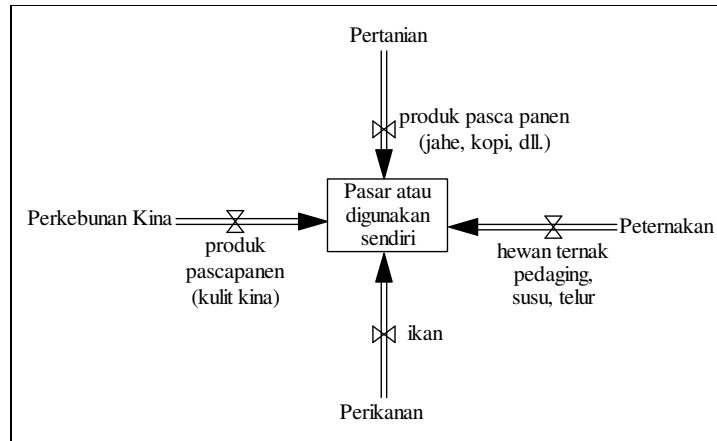 Pertanian
produk pasca panen
(jahe, kopi, dll.)
Pasar atau
digunakan
sendiri
Perkebunan Kina
produk
pascapanen
(kulit kina)
Peternakan
hewan ternak
pedaging,
susu, telur
ikan
Perikanan